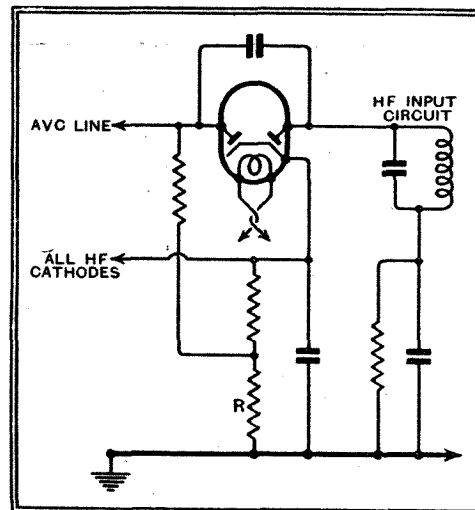 HF INPUT
CIRCUIT
AVC LINE
ALL HF
CATHODES
R